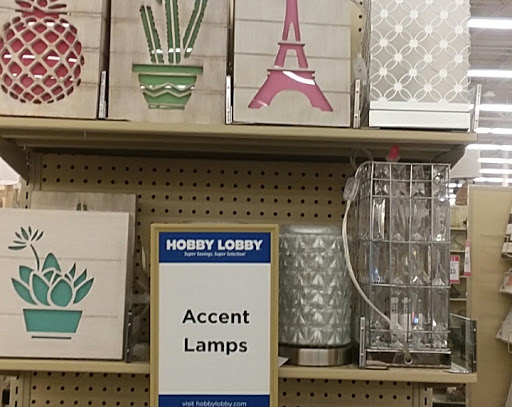 HOBBY LOBBY
Super Savings, Super Selection!
Accent
Lamps
visit hobbylobby.com